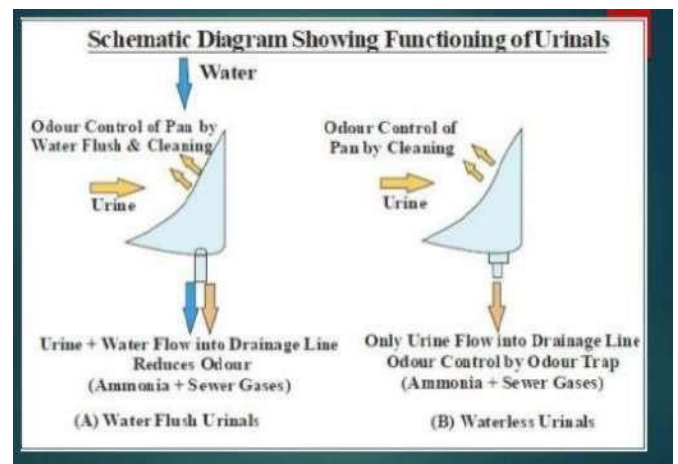 Schematic Diagram Showing Functioning of Urinals
Water
Odour Control of Pan by
Water Flush & Cleaning
Urine
Urine + Water Flow into Drainage Line
Reduces Odour
(Ammonia + Sewer Gases)
(A) Water Flush Urinals
Odour Control of
Pan by Cleaning
Urine
Only Urine Flow into Drainage Line
Odour Control by Odour Trap
(Ammonia + Sewer Gases)
(B) Waterless Urinals